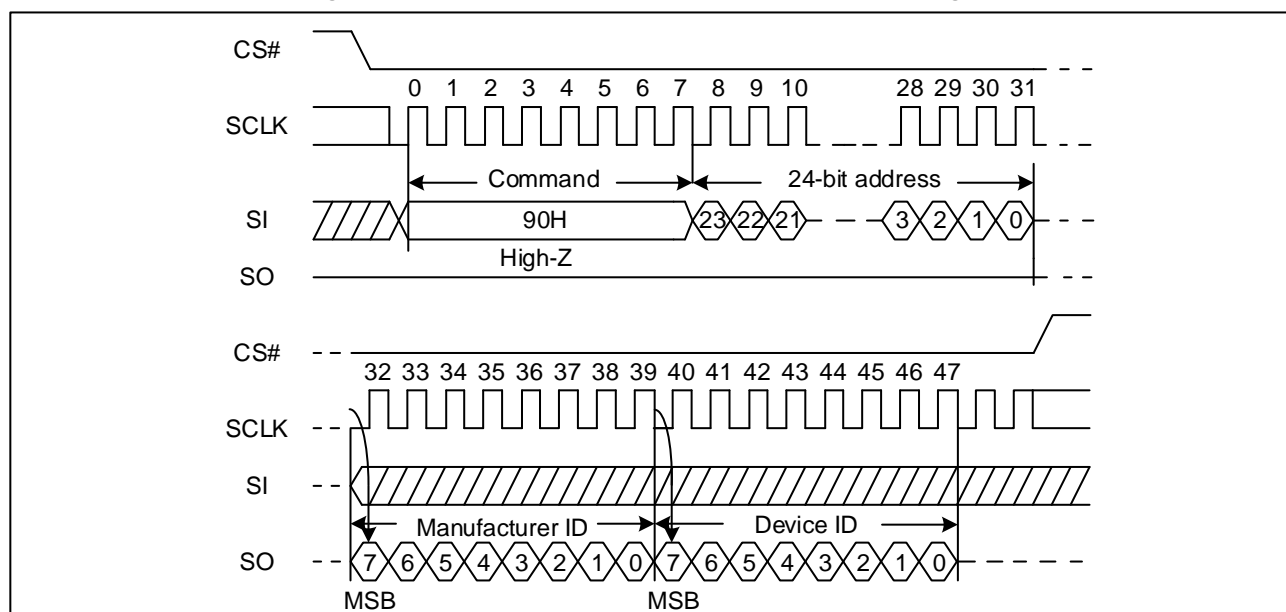 CS#
0 1 2 3 4 5 6 7 8 9 10 28 29 30 31
SCLK
Command 24-bit address
SI 90H 23 22 21 3 2 1 0
High-Z
SO
CS#
32 33 34 35 36 37 38 39 40 41 42 43 44 45 46 47
SCLK
SI
Manufacturer ID Device ID
SO 7 6 5 4 3 2 1 0 7 6 5 4 3 2 1 0
MSB MSB